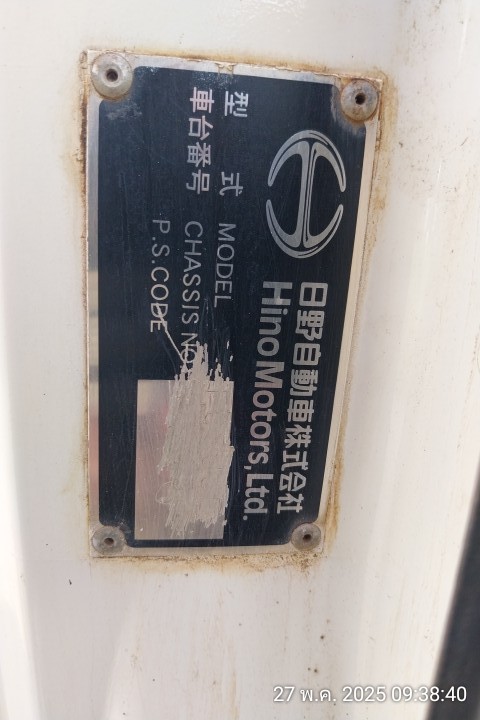 日野自動車株式会社
Hino Motors, Ltd.
型 式 MODEL
車台番号 CHASSIS NO.
P.S.CODE
27 พ.ค. 2025 09:38:40